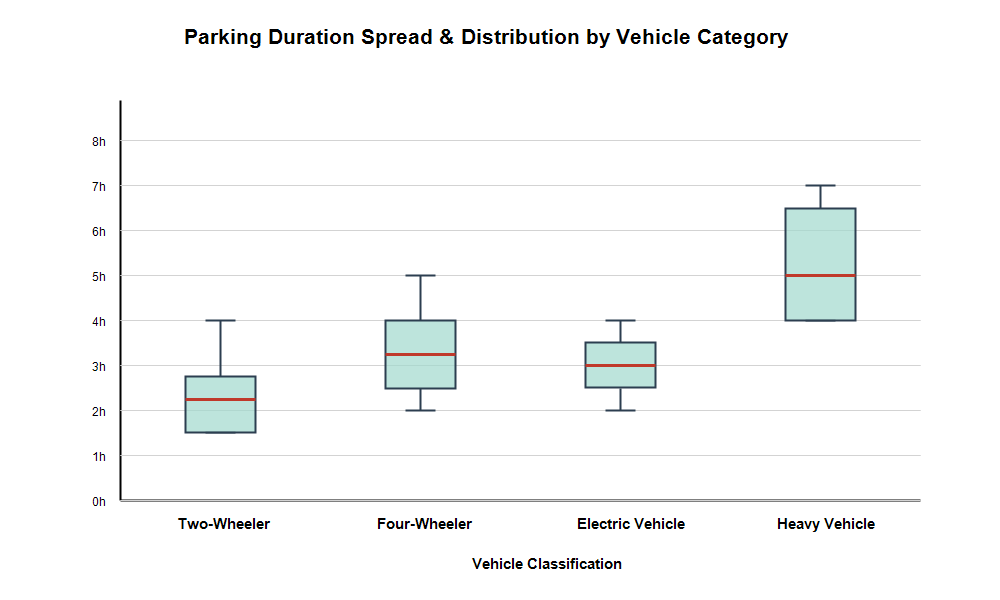 Parking Duration Spread & Distribution by Vehicle Category
8h
7h
6h
5h
4h
3h
2h
1h
0h
Two-Wheeler Four-Wheeler Electric Vehicle Heavy Vehicle
Vehicle Classification